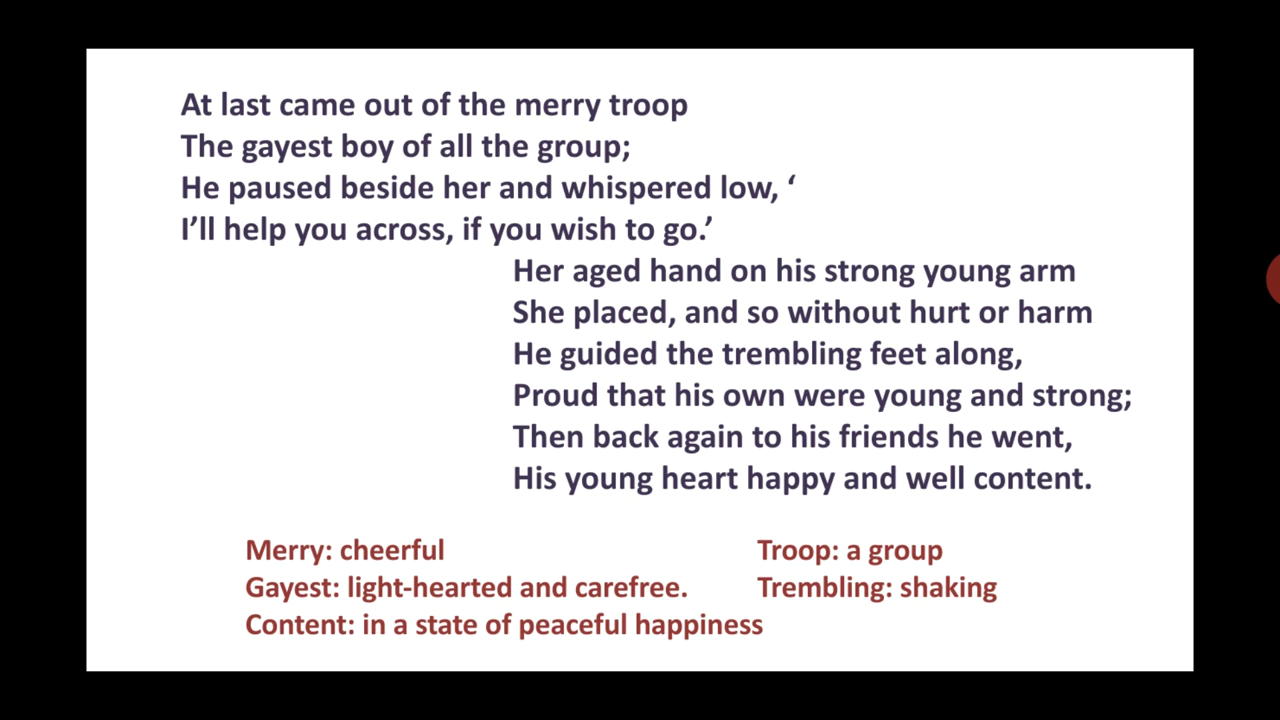 At last came out of the merry troop
The gayest boy of all the group;
He paused beside her and whispered low, ‘
I’ll help you across, if you wish to go.’
Her aged hand on his strong young arm
She placed, and so without hurt or harm
He guided the trembling feet along,
Proud that his own were young and strong;
Then back again to his friends he went,
His young heart happy and well content.
Merry: cheerful
Troop: a group
Gayest: light-hearted and carefree.
Trembling: shaking
Content: in a state of peaceful happiness